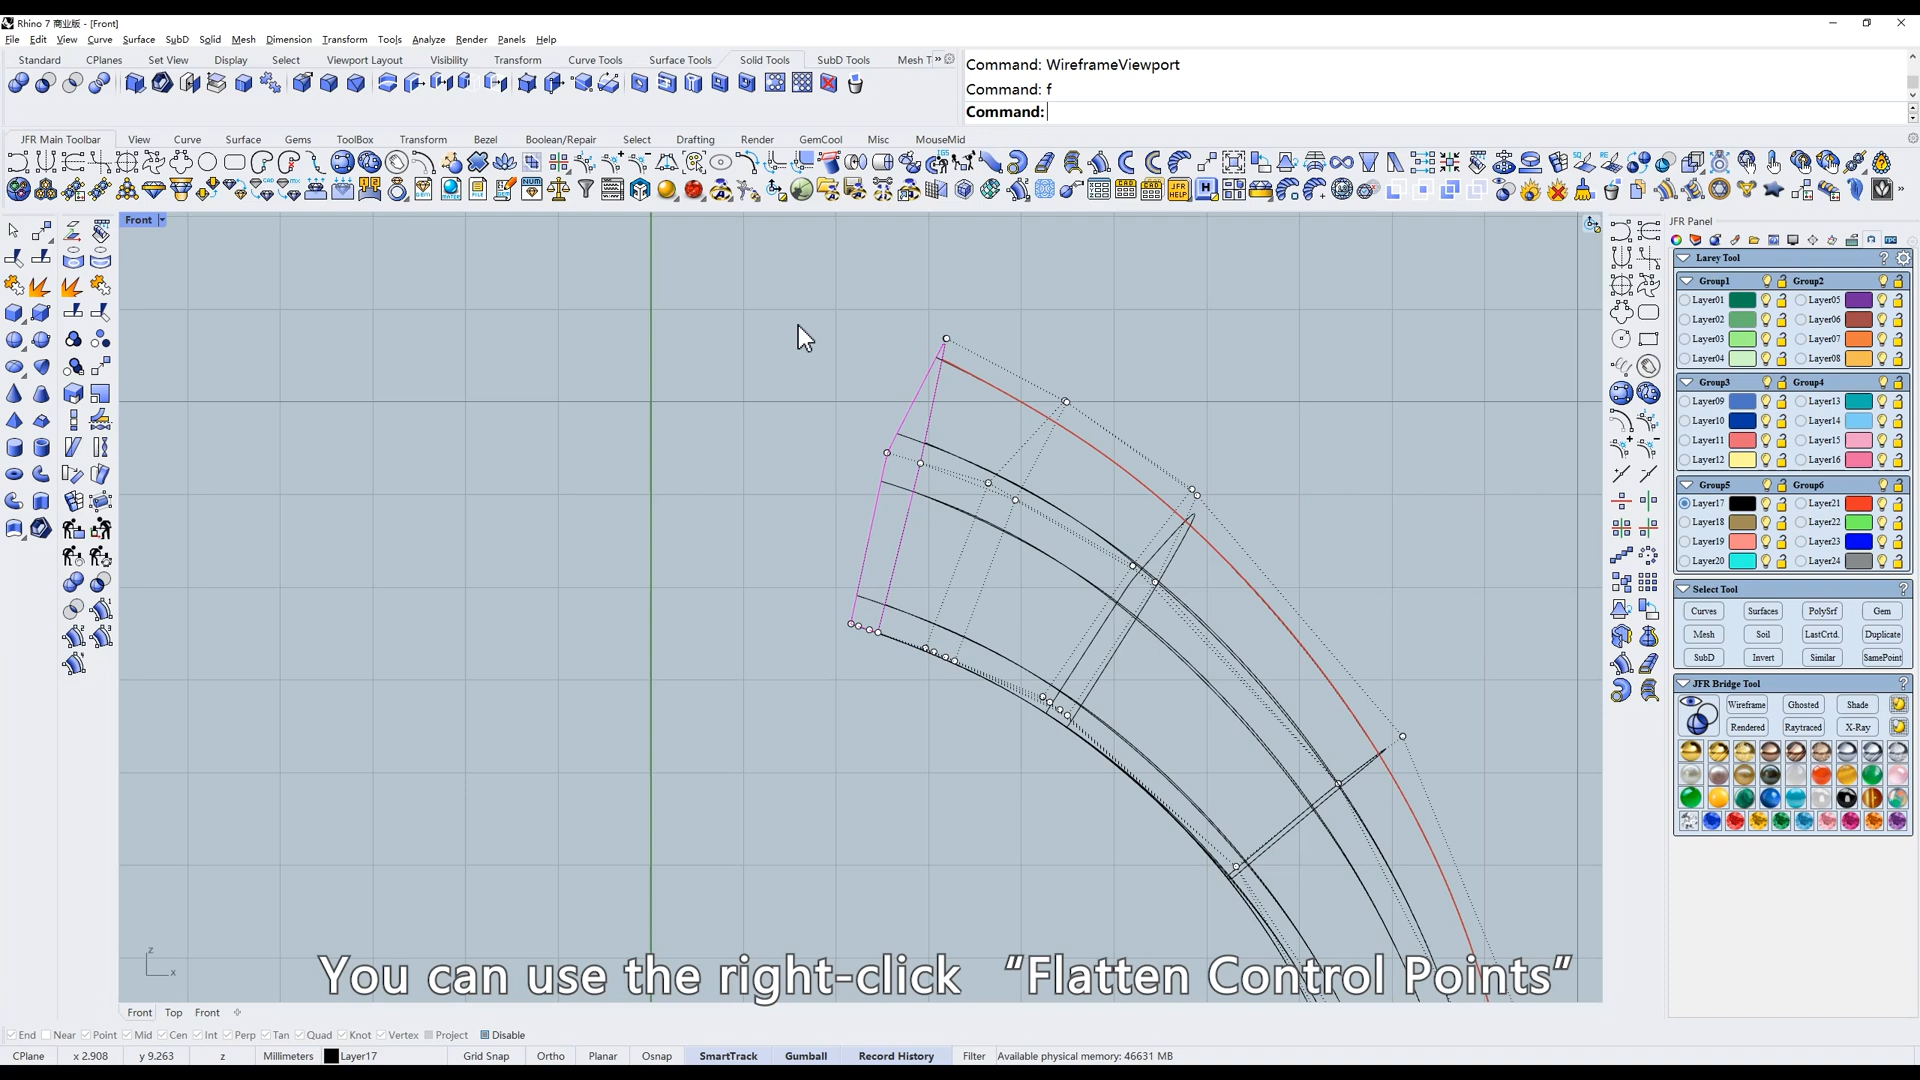 Rhino 7 商业版 - [Front]
File Edit View Curve Surface SubD Solid Mesh Dimension Transform Tools Analyze Render Panels Help
Standard CPlanes Set View Display Select Viewport Layout Visibility Transform Curve Tools Surface Tools Solid Tools SubD Tools Mesh T
Command: WireframeViewport
Command: f
Command:
JFR Main Toolbar View Curve Surface Gems ToolBox Transform Bezel Boolean/Repair Select Drafting Render GemCool Misc MouseMid
Front
JFR Panel
Larey Tool ?
Group1 Group2
Layer01 Layer05
Layer02 Layer06
Layer03 Layer07
Layer04 Layer08
Group3 Group4
Layer09 Layer13
Layer10 Layer14
Layer11 Layer15
Layer12 Layer16
Group5 Group6
Layer17 Layer21
Layer18 Layer22
Layer19 Layer23
Layer20 Layer24
Select Tool ?
Curves Surfaces PolySrf Gem
Mesh Soil LastCrtd. Duplicate
SubD Invert Similar SamePoint
JFR Bridge Tool ?
Wireframe Ghosted Shade
Rendered Raytraced X-Ray
z
x
You can use the right-click “Flatten Control Points”
Front Top Front
End Near Point Mid Cen Int Perp Tan Quad Knot Vertex Project Disable
CPlane x 2.908 y 9.263 z Millimeters Layer17 Grid Snap Ortho Planar Osnap SmartTrack Gumball Record History Filter Available physical memory: 46631 MB